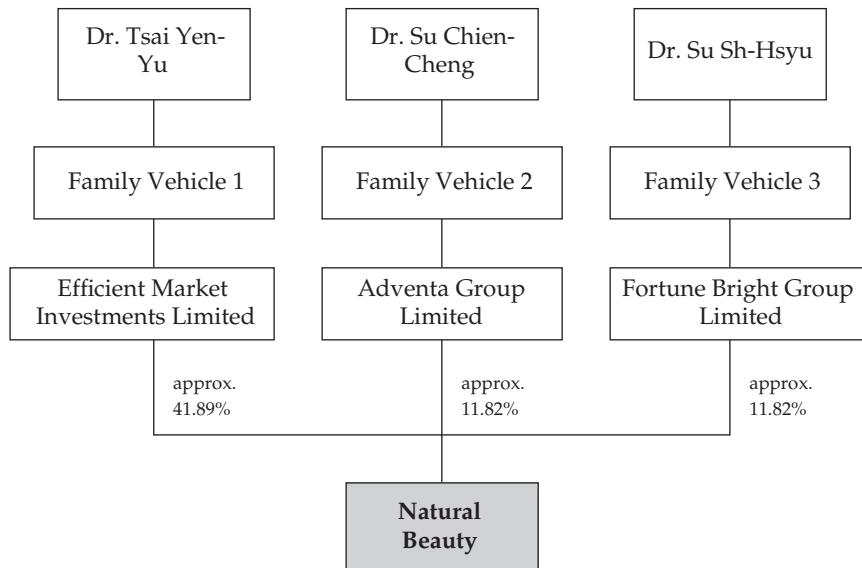 Dr. Tsai Yen-
Yu
Dr. Su Chien-
Cheng
Dr. Su Sh-Hsyu
Family Vehicle 1
Family Vehicle 2
Family Vehicle 3
Efficient Market
Investments Limited
Adventa Group
Limited
Fortune Bright Group
Limited
approx.
41.89%
approx.
11.82%
approx.
11.82%
Natural
Beauty